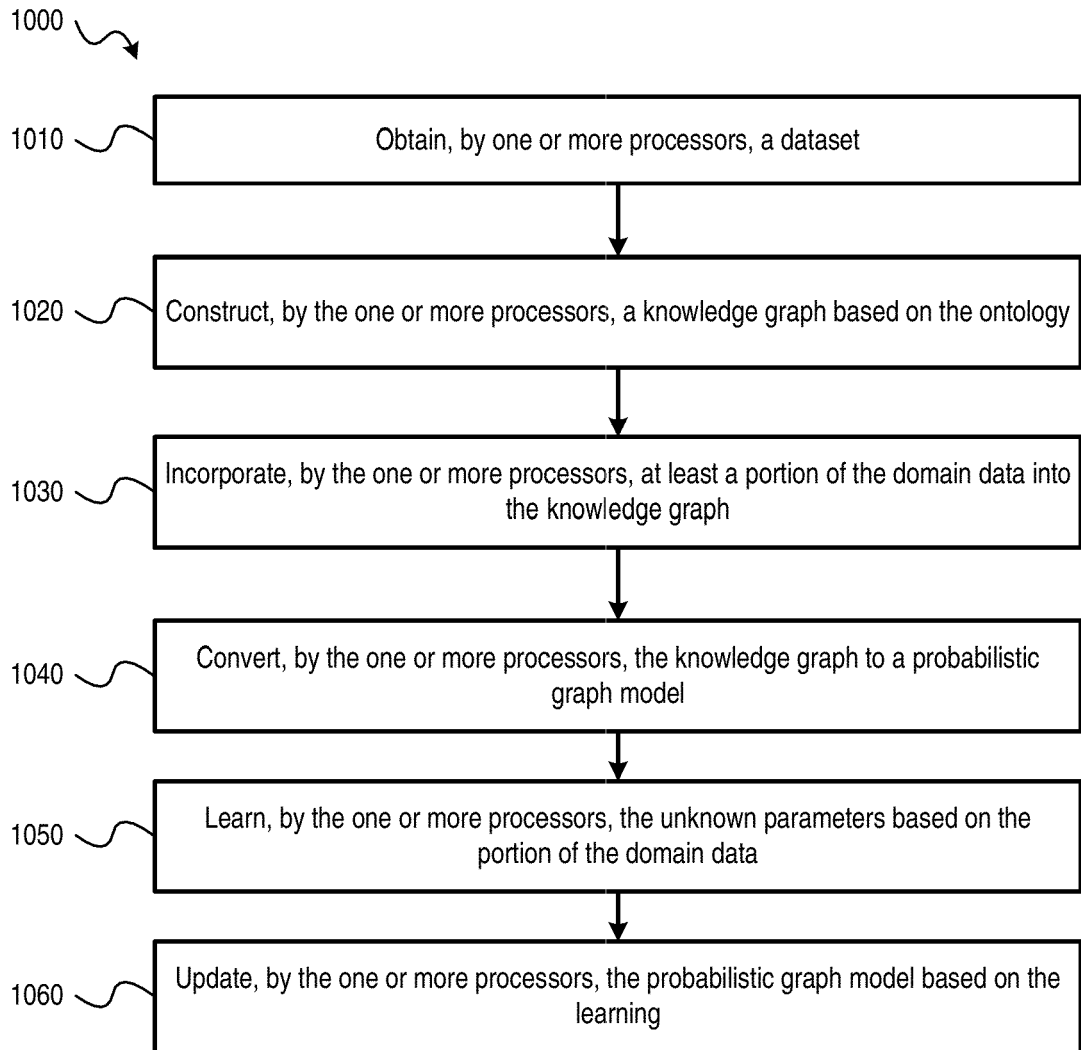 1000
1010
Obtain, by one or more processors, a dataset
1020
Construct, by the one or more processors, a knowledge graph based on the ontology
1030
Incorporate, by the one or more processors, at least a portion of the domain data into
the knowledge graph
1040
Convert, by the one or more processors, the knowledge graph to a probabilistic
graph model
1050
Learn, by the one or more processors, the unknown parameters based on the
portion of the domain data
1060
Update, by the one or more processors, the probabilistic graph model based on the
learning